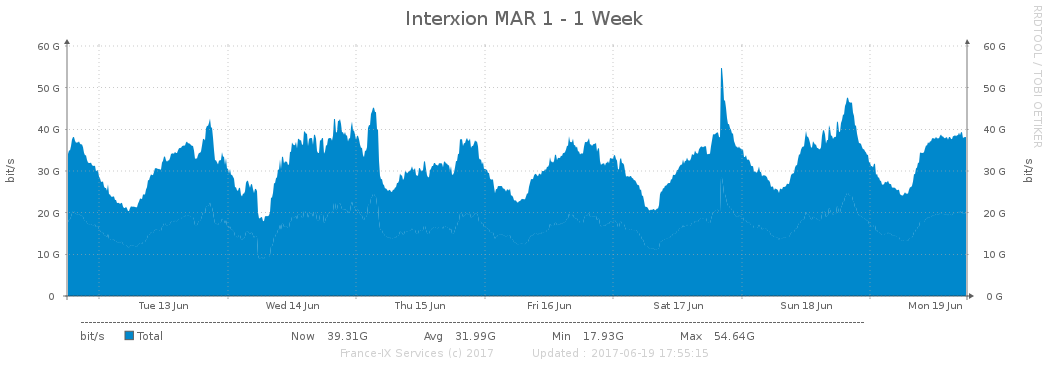 Interxion MAR 1 - 1 Week
RRDTOOL / TOBI OETIKER
60 G 60 G
50 G 50 G
40 G 40 G
30 G 30 G
20 G 20 G
10 G 10 G
0 0 G
bit/s bit/s
Tue 13 Jun Wed 14 Jun Thu 15 Jun Fri 16 Jun Sat 17 Jun Sun 18 Jun Mon 19 Jun
bit/s Total Now 39.31G Avg 31.99G Min 17.93G Max 54.64G
France-IX Services (c) 2017 Updated : 2017-06-19 17:55:15